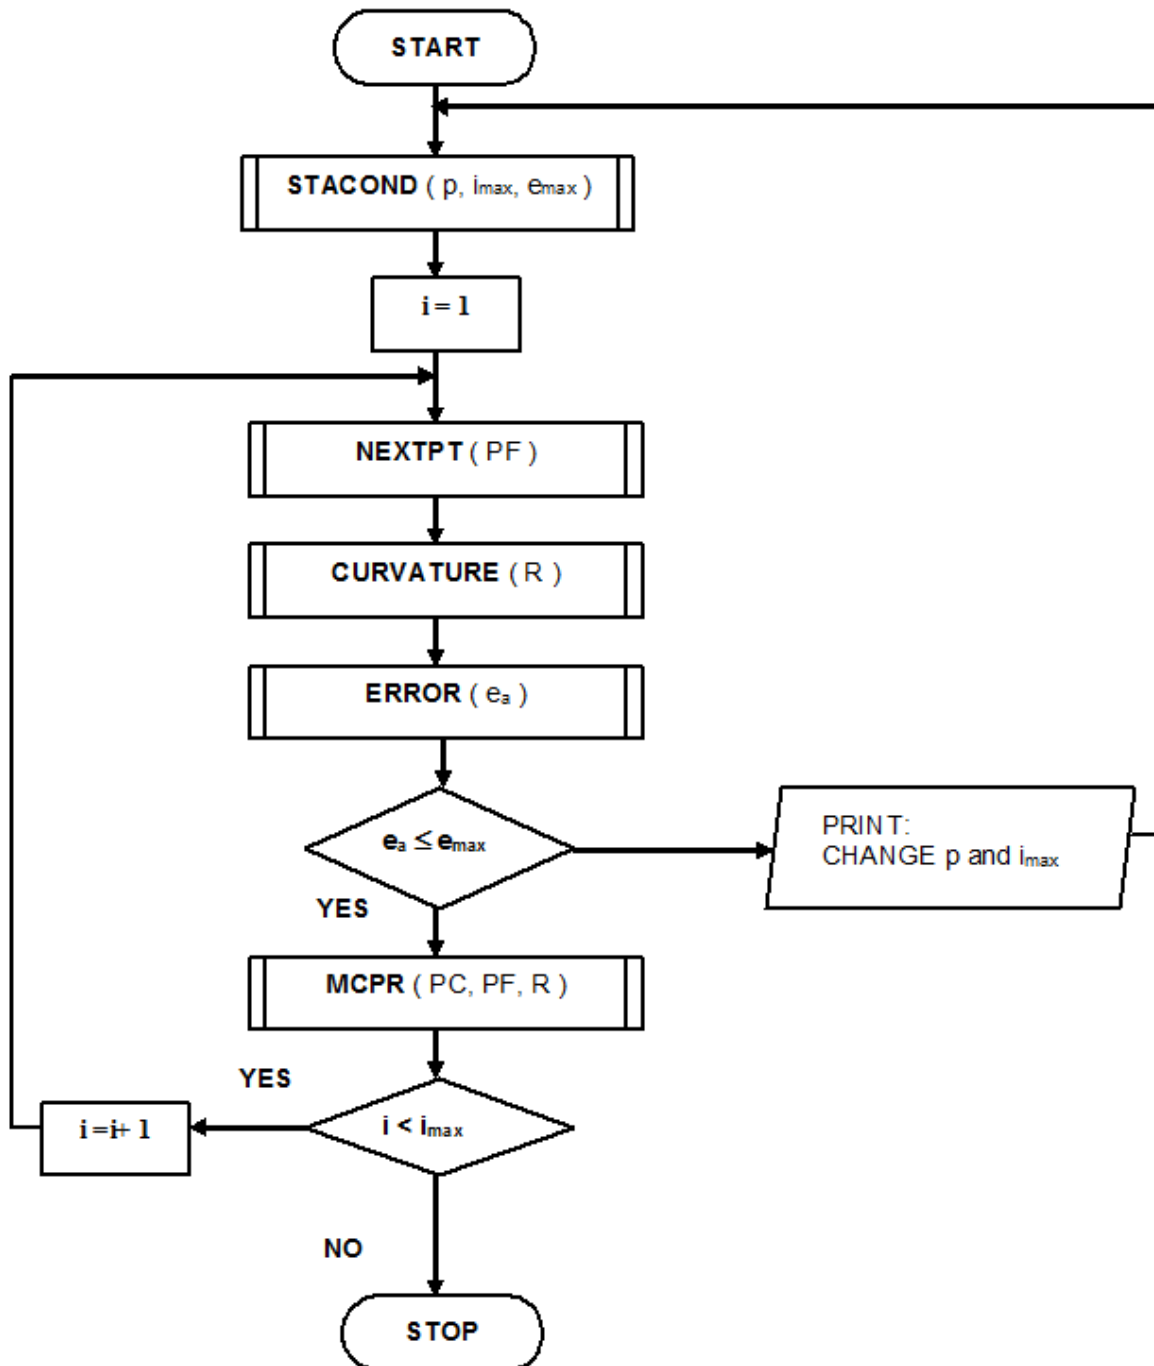 START
STACOND ( p, imax, emax )
i = 1
NEXTPT ( PF )
CURVATURE ( R )
ERROR ( ea )
ea ≤ emax
PRINT:
CHANGE p and imax
YES
MCPR ( PC, PF, R )
YES
i =i+ 1
i < imax
NO
STOP